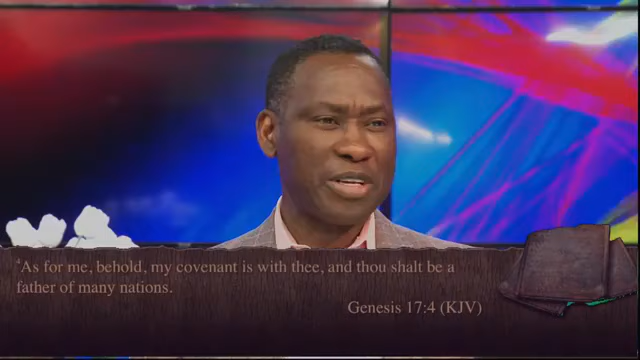 ⁴As for me, behold, my covenant is with thee, and thou shalt be a
father of many nations.
Genesis 17:4 (KJV)